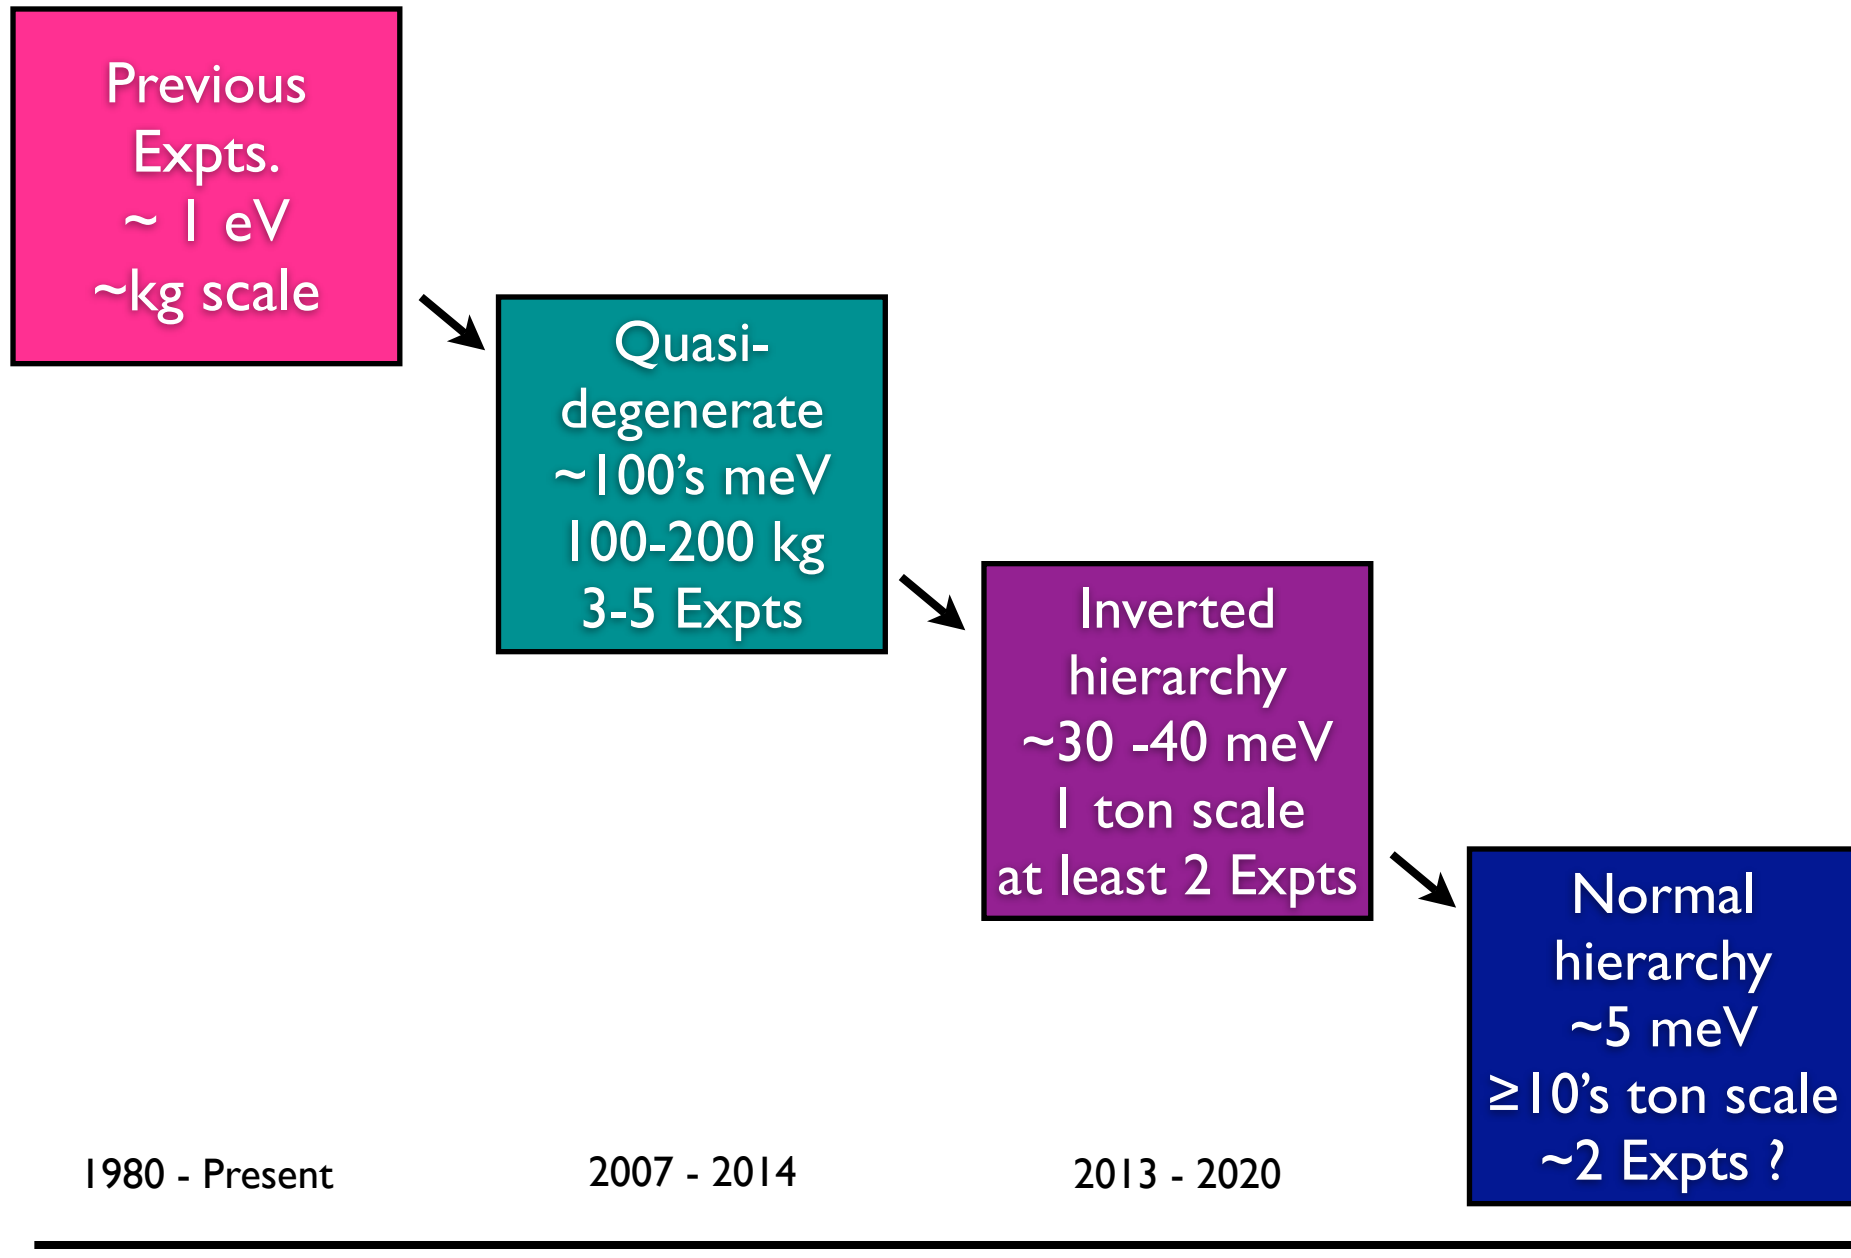 Previous
Expts.
~ 1 eV
~kg scale
Quasi-
degenerate
~100’s meV
100-200 kg
3-5 Expts
Inverted
hierarchy
~30 -40 meV
1 ton scale
at least 2 Expts
Normal
hierarchy
~5 meV
≥10’s ton scale
~2 Expts ?
1980 - Present
2007 - 2014
2013 - 2020